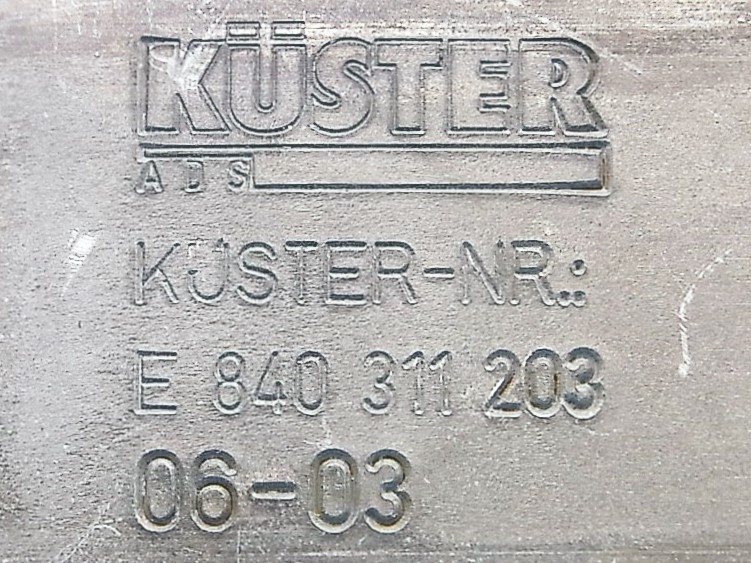 KÜSTER
ADS
KÜSTER-NR.:
E 840 311 203
06-03